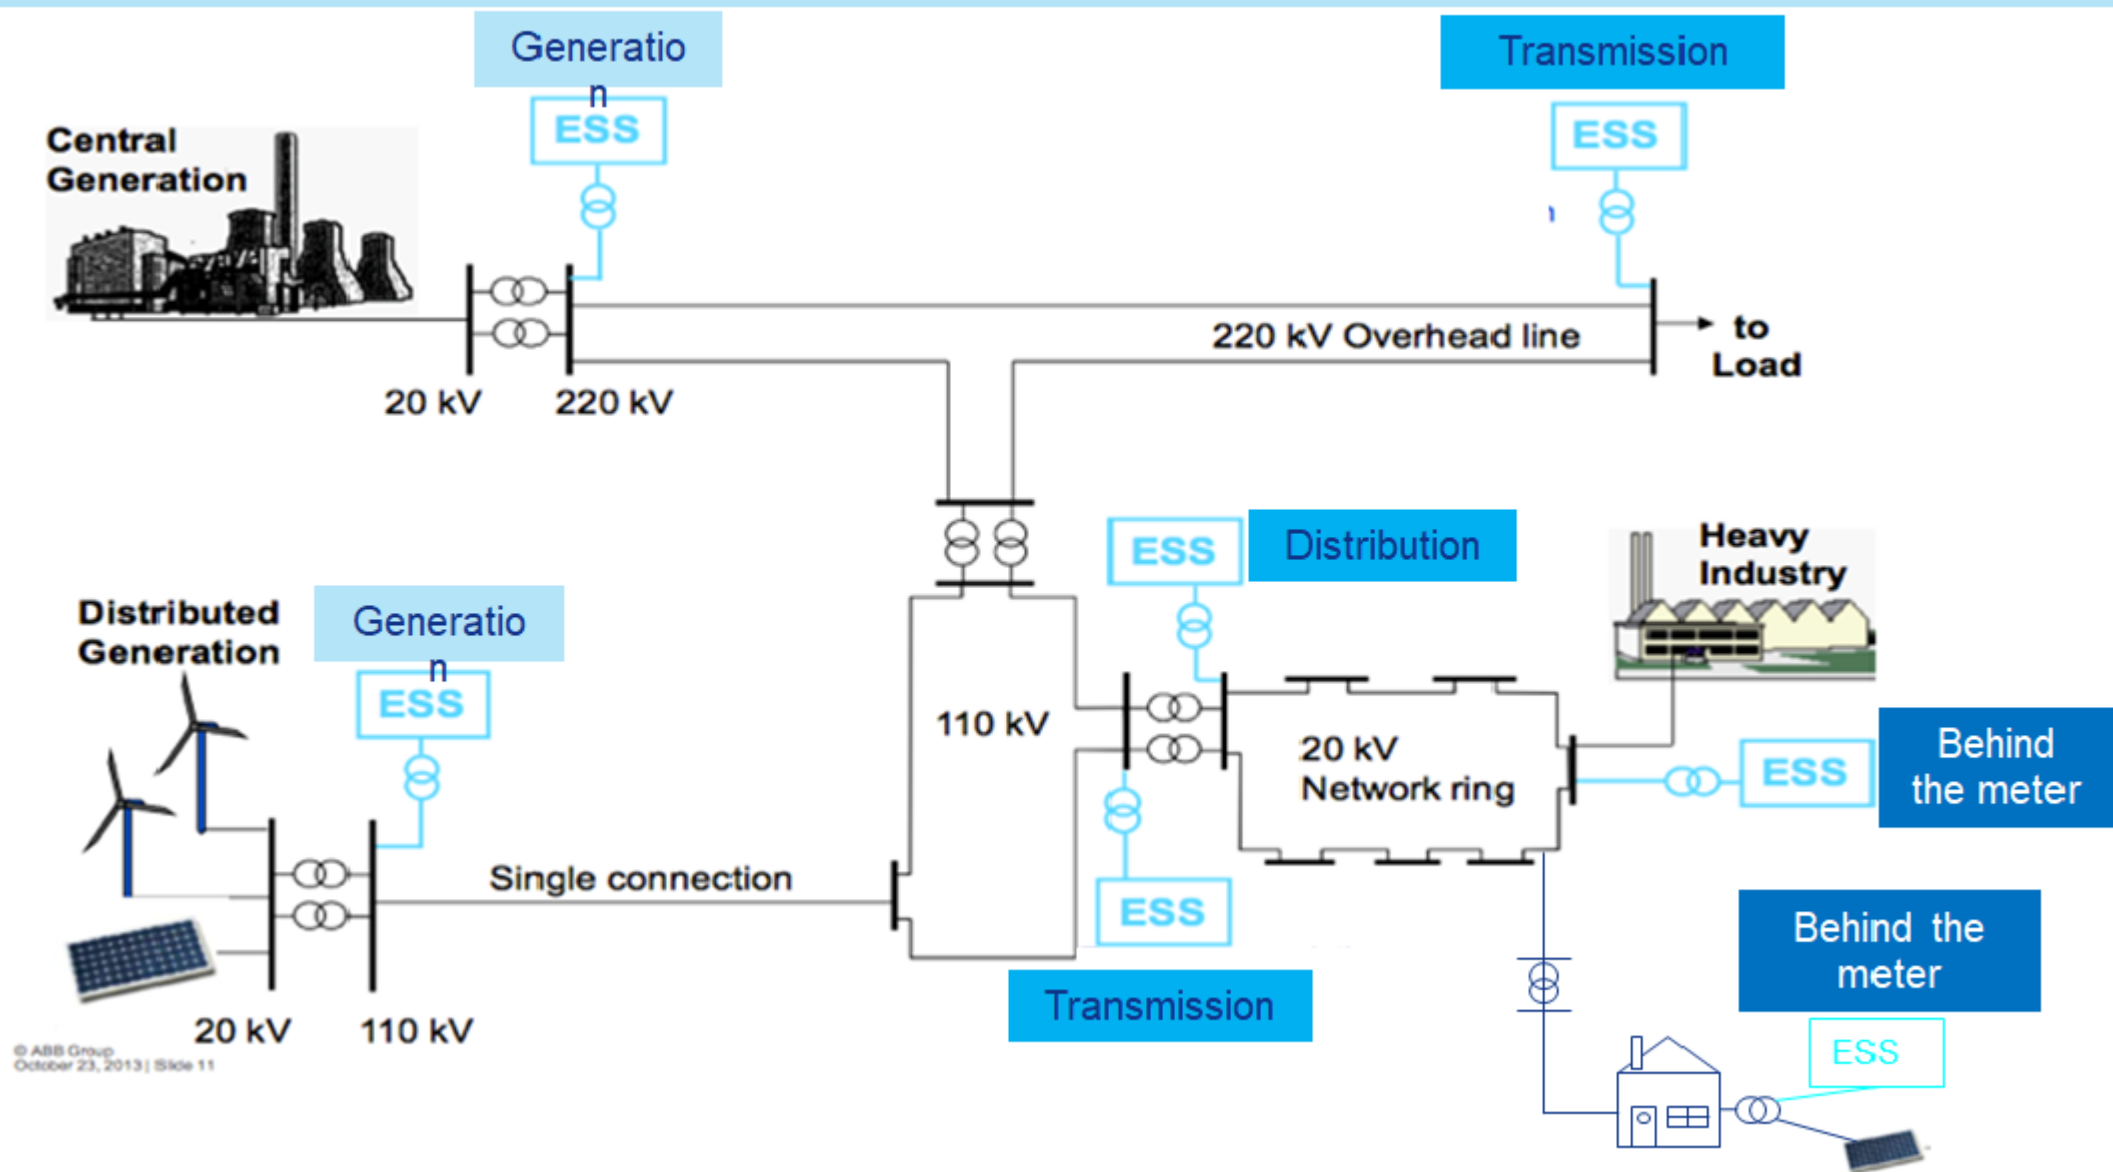 Generatio
n
ESS
Transmission
ESS
Central
Generation
220 kV Overhead line
to
Load
20 kV
220 kV
Distributed
Generation
Generatio
n
ESS
ESS
Distribution
Heavy
Industry
110 kV
20 kV
Network ring
ESS
Behind
the meter
Single connection
ESS
Transmission
Behind the
meter
ESS
20 kV
110 kV
© ABB Group
October 23, 2013 | Slide 11